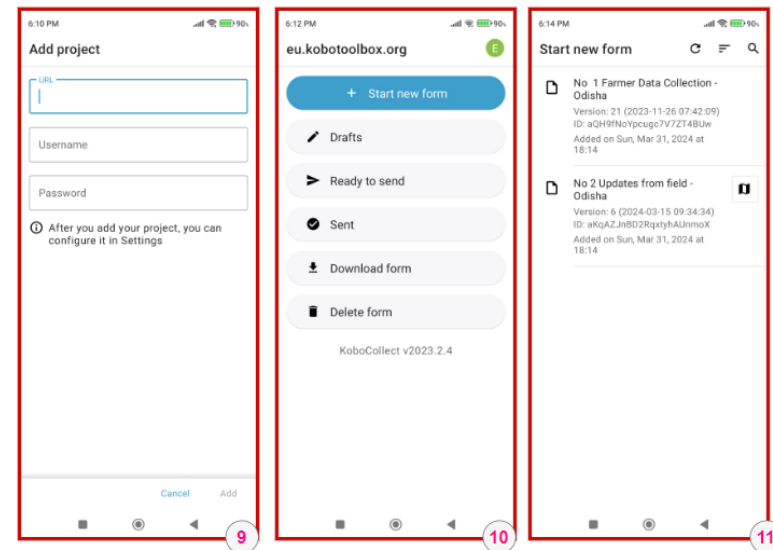 6:10 PM
90
Add project
URL
Username
Password
After you add your project, you can
configure it in Settings
Cancel Add
9
6:12 PM
90
eu.kobotoolbox.org
E
+ Start new form
Drafts
Ready to send
Sent
Download form
Delete form
KoboCollect v2023.2.4
10
6:14 PM
90
Start new form
No 1 Farmer Data Collection -
Odisha
Version: 21 (2023-11-26 07:42:09)
ID: aQH9fNoYpcugc7V7ZT4BUw
Added on Sun, Mar 31, 2024 at
18:14
No 2 Updates from field -
Odisha
Version: 6 (2024-03-15 09:34:34)
ID: aKqAZJnBD2RqxtyhAUnmoX
Added on Sun, Mar 31, 2024 at
18:14
11